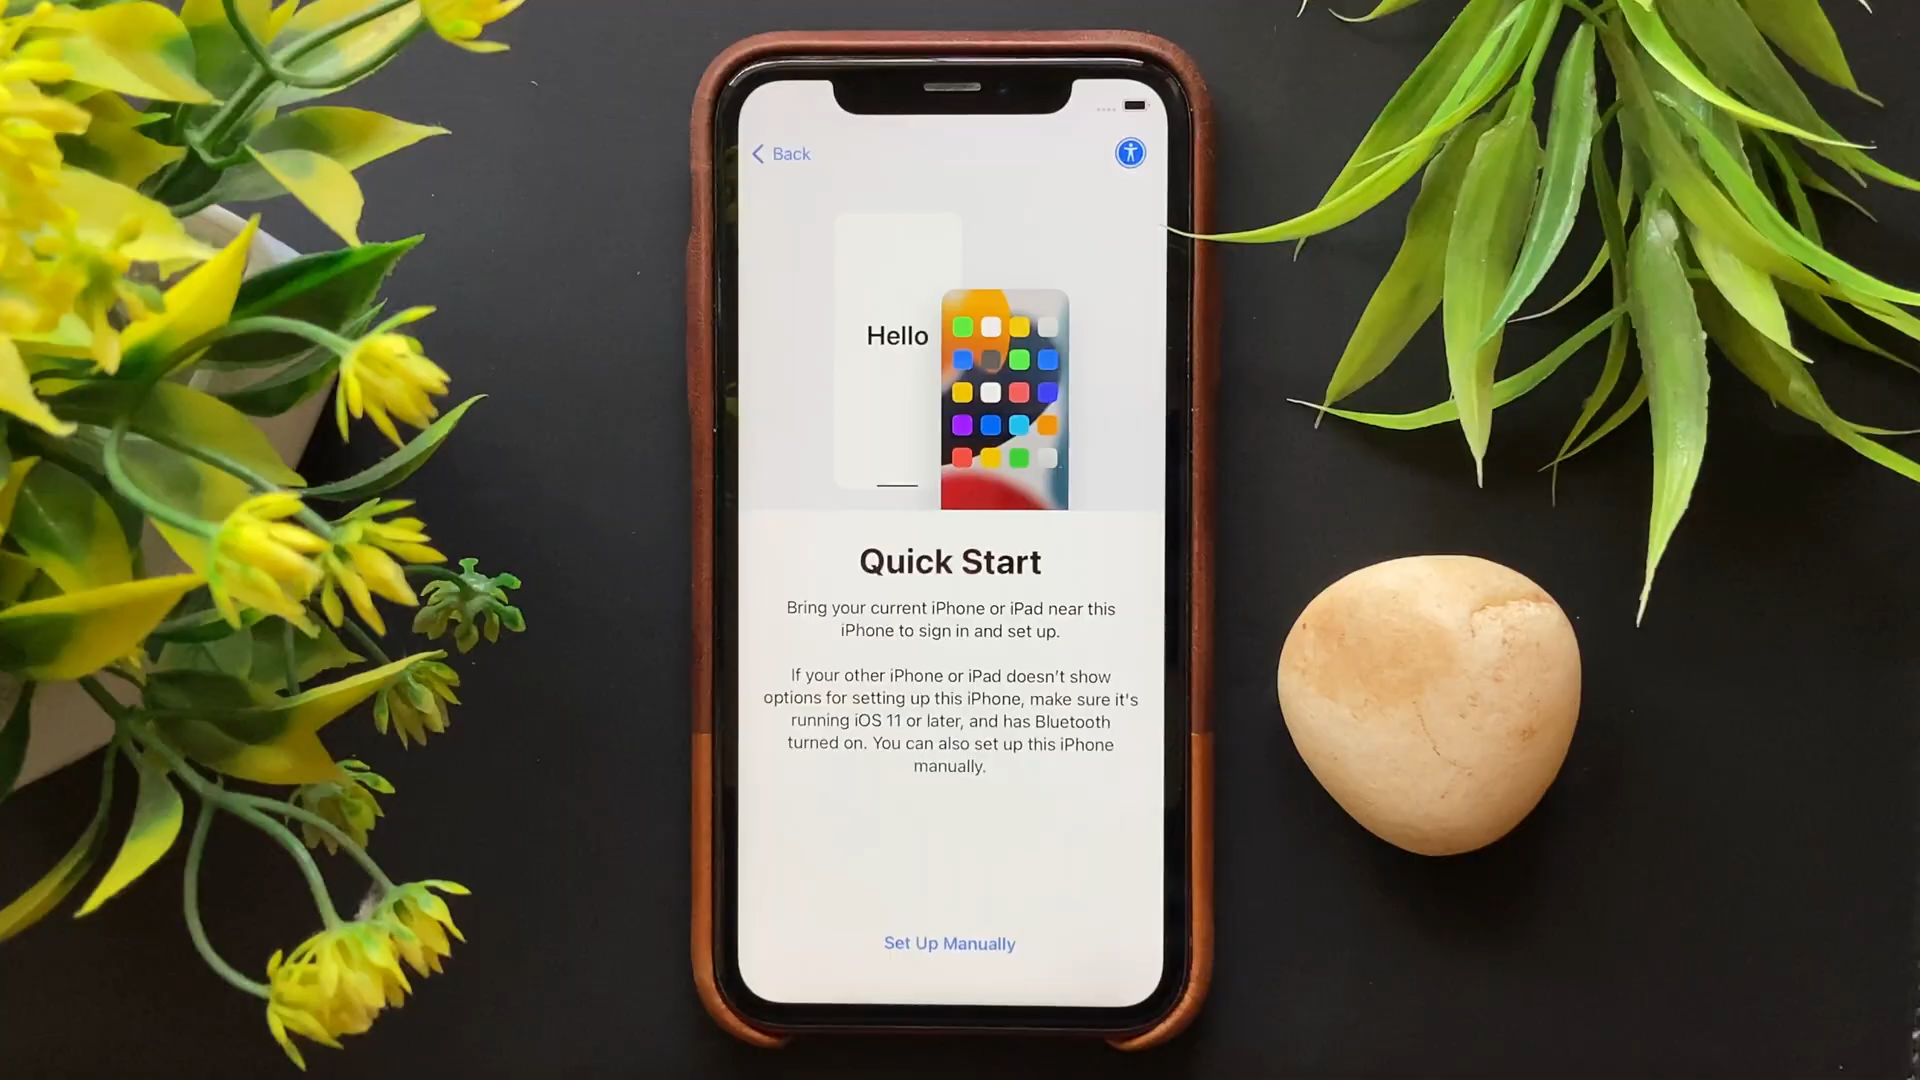 Back
Hello
Quick Start
Bring your current iPhone or iPad near this
iPhone to sign in and set up.
If your other iPhone or iPad doesn’t show
options for setting up this iPhone, make sure it's
running iOS 11 or later, and has Bluetooth
turned on. You can also set up this iPhone
manually.
Set Up Manually